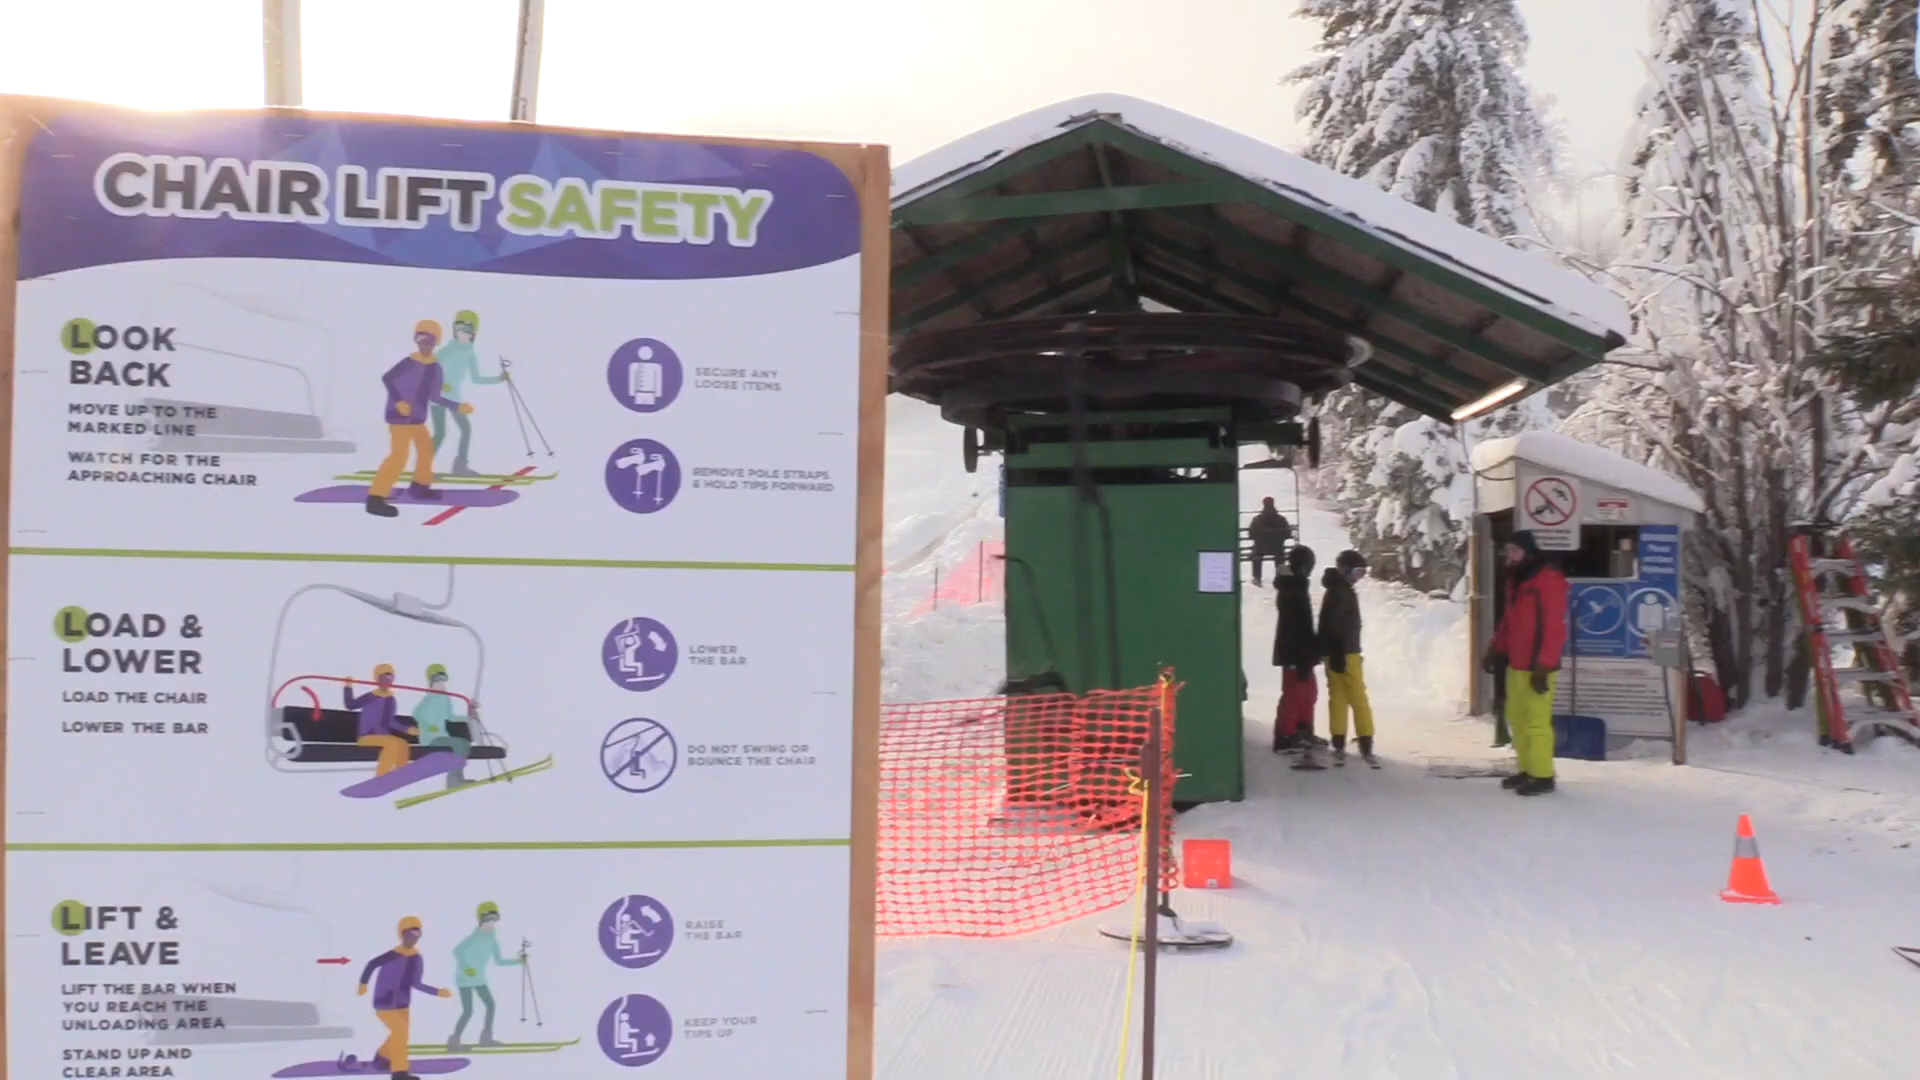 CHAIR LIFT SAFETY
LOOK
BACK
MOVE UP TO THE
MARKED LINE
WATCH FOR THE
APPROACHING CHAIR
SECURE ANY
LOOSE ITEMS
REMOVE POLE STRAPS
& HOLD TIPS FORWARD
LOAD &
LOWER
LOAD THE CHAIR
LOWER THE BAR
LOWER
THE BAR
DO NOT SWING OR
BOUNCE THE CHAIR
LIFT &
LEAVE
LIFT THE BAR WHEN
YOU REACH THE
UNLOADING AREA
STAND UP AND
CLEAR AREA
RAISE
THE BAR
KEEP YOUR
TIPS UP